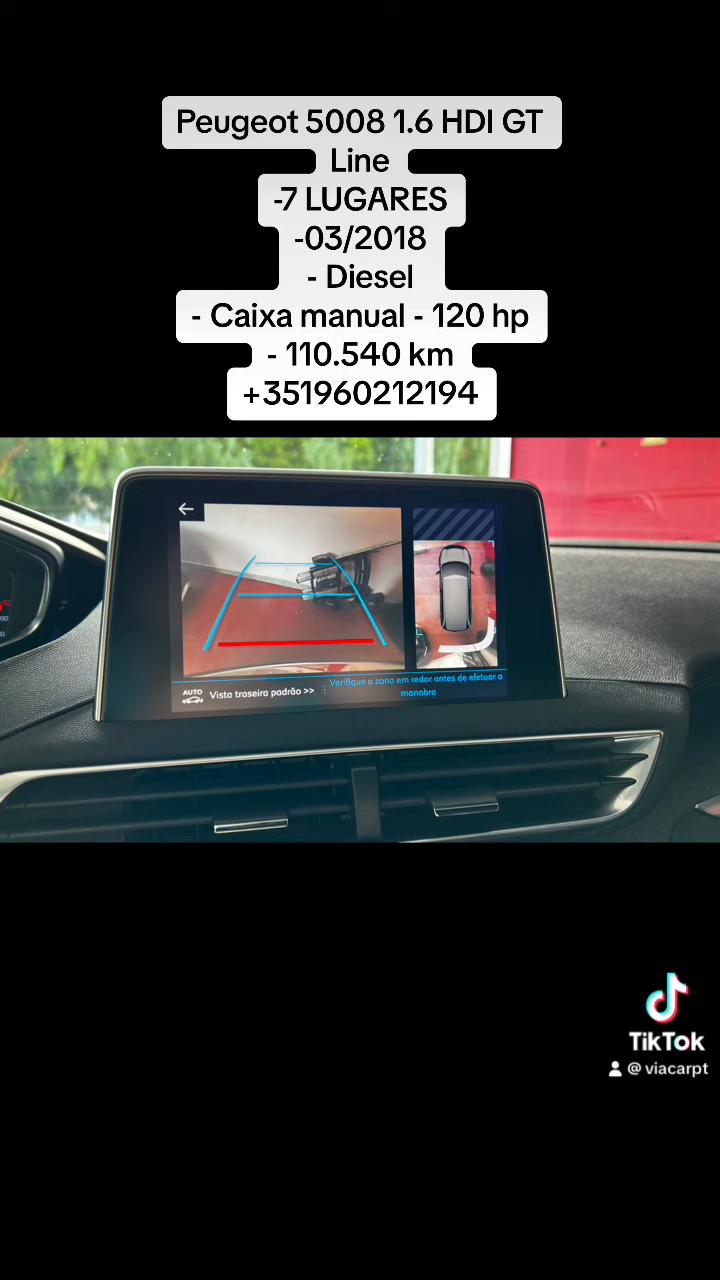 Peugeot 5008 1.6 HDI GT
Line
-7 LUGARES
-03/2018
- Diesel
- Caixa manual - 120 hp
- 110.540 km
+351960212194
AUTO
Vista traseira padrão >>
Verifique a zona em redor antes de efetuar a
manobra
TikTok
@ viacarpt